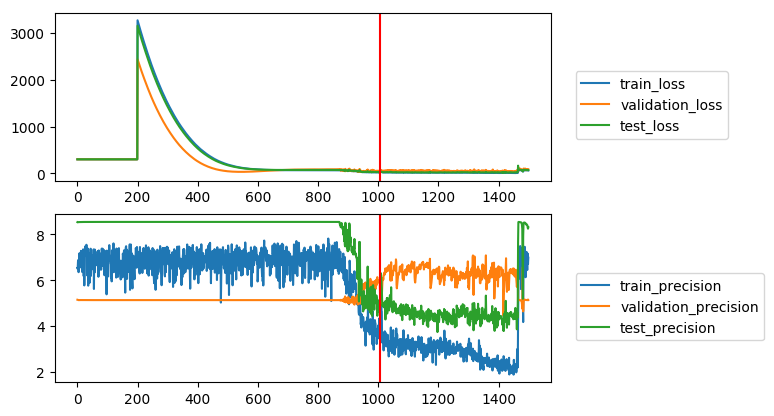 3000
2000
1000
0
0 200 400 600 800 1000 1200 1400
train_loss
validation_loss
test_loss
8
6
4
2
0 200 400 600 800 1000 1200 1400
train_precision
validation_precision
test_precision